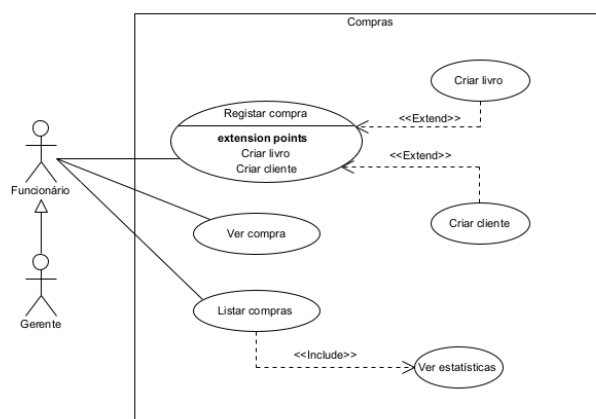 Compras
Criar livro
Registar compra
<<Extend>>
extension points
Criar livro
Criar cliente
<<Extend>>
Funcionário
Criar cliente
Ver compra
Listar compras
Gerente
<<Include>>
Ver estatísticas